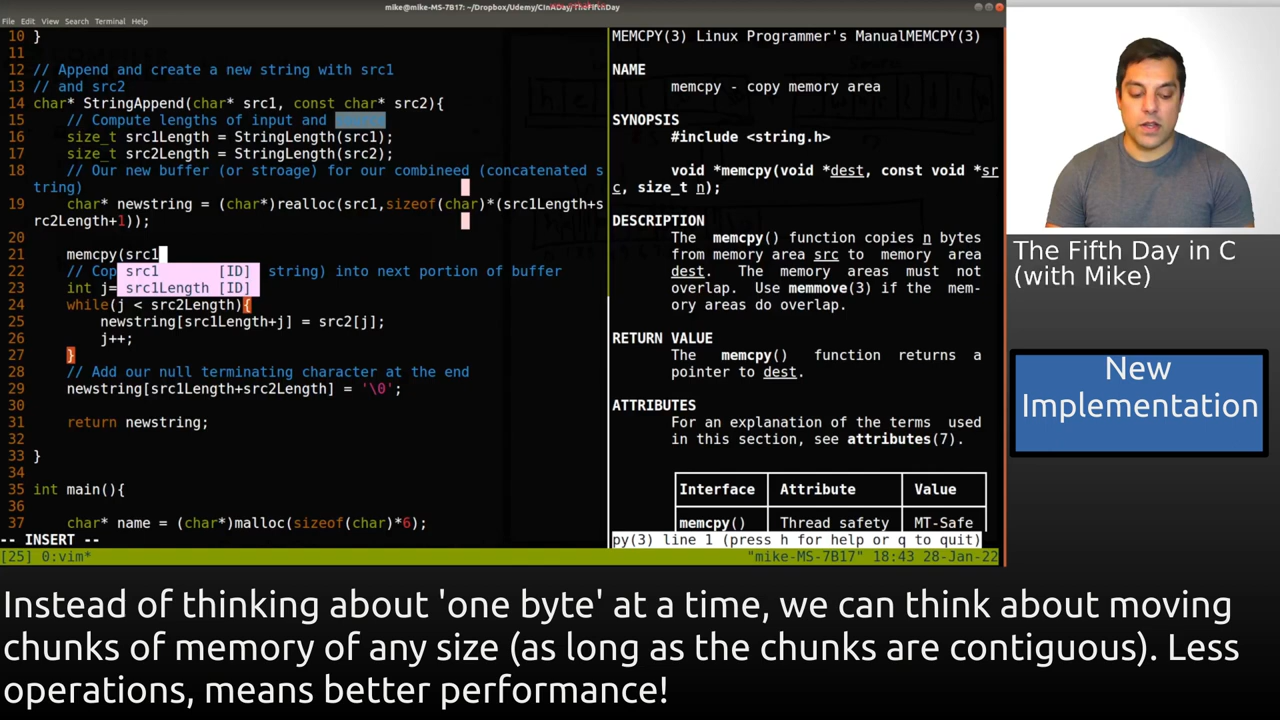 mike@mike-MS-7B17: ~/Dropbox/Udemy/CInADay/TheFifthDay
File Edit View Search Terminal Help
10 }
11
12 // Append and create a new string with src1
13 // and src2
14 char* StringAppend(char* src1, const char* src2){
15 // Compute lengths of input and
16 size_t src1Length = StringLength(src1);
17 size_t src2Length = StringLength(src2);
18 // Our new buffer (or stroage) for our combineed (concatenated s
tring)
19 char* newstring = (char*)realloc(src1,sizeof(char)*(src1Length+s
rc2Length+1));
20
21 memcpy(src1
22 // Cop src1 [ID] string) into next portion of buffer
23 int j= src1Length [ID]
24 while(j < src2Length){
25 newstring[src1Length+j] = src2[j];
26 j++;
27 }
28 // Add our null terminating character at the end
29 newstring[src1Length+src2Length] = '\0';
30
31 return newstring;
32
33 }
34
35 int main(){
36
37 char* name = (char*)malloc(sizeof(char)*6);
-- INSERT --
[25] 0:vim*
MEMCPY(3) Linux Programmer's ManualMEMCPY(3)
NAME
memcpy - copy memory area
SYNOPSIS
#include <string.h>
void *memcpy(void *dest, const void *sr
c, size_t n);
DESCRIPTION
The memcpy() function copies n bytes
from memory area src to memory area
dest. The memory areas must not
overlap. Use memmove(3) if the mem-
ory areas do overlap.
RETURN VALUE
The memcpy() function returns a
pointer to dest.
ATTRIBUTES
For an explanation of the terms used
in this section, see attributes(7).
Interface Attribute Value
memcpy() Thread safety MT-Safe
py(3) line 1 (press h for help or q to quit)
"mike-MS-7B17" 18:43 28-Jan-22
The Fifth Day in C
(with Mike)
New
Implementation
Instead of thinking about 'one byte' at a time, we can think about moving
chunks of memory of any size (as long as the chunks are contiguous). Less
operations, means better performance!